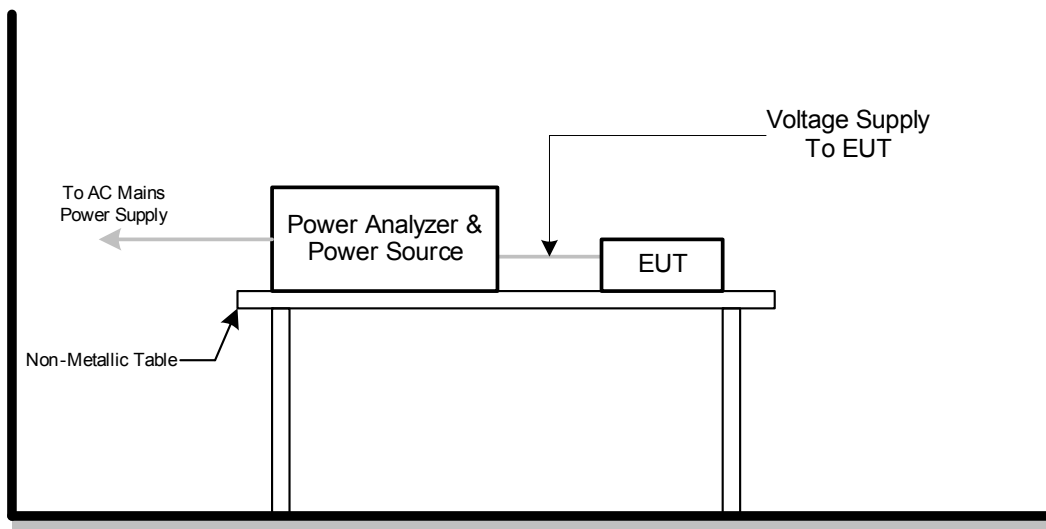 Voltage Supply
To EUT
To AC Mains
Power Supply
Power Analyzer &
Power Source
EUT
Non-Metallic Table